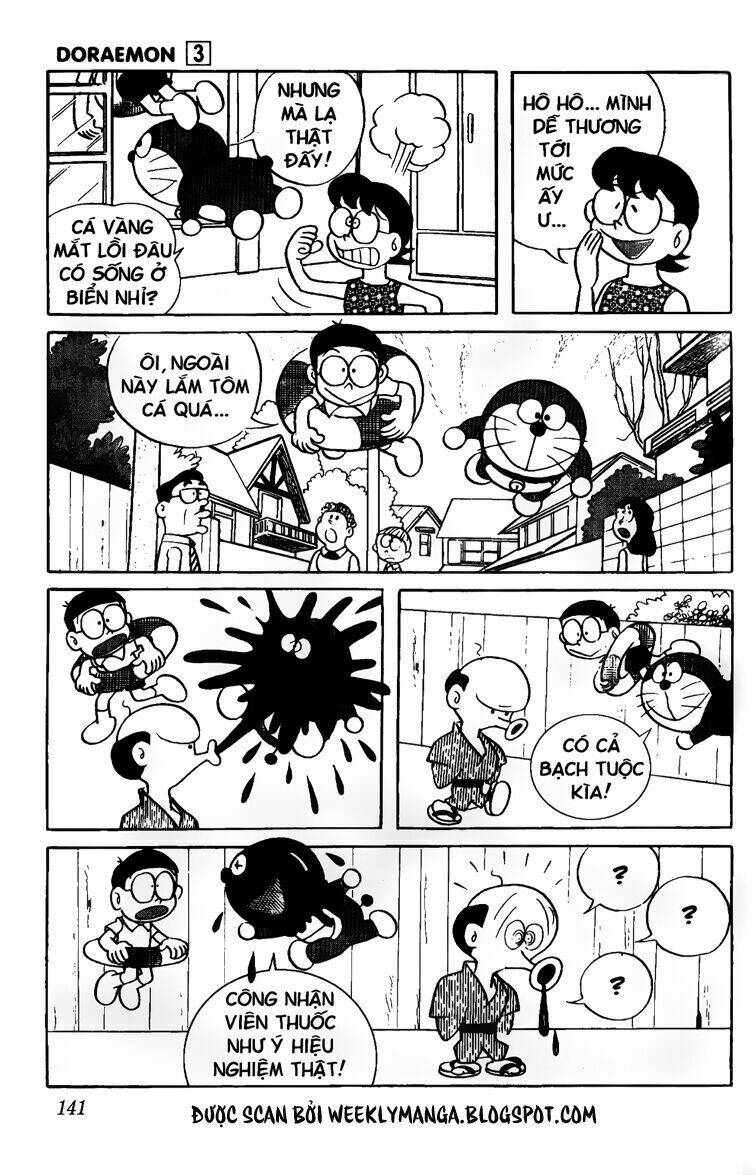 DORAEMON 3
HÔ HÔ... MÌNH
DỄ THƯƠNG
TỚI
MỨC
ẤY
Ư...
NHƯNG
MÀ LẠ
THẬT
ĐẤY!
CÁ VÀNG
MẮT LỒI ĐÂU
CÓ SỐNG Ở
BIỂN NHỈ?
ÔI, NGOÀI
NÀY LẮM TÔM
CÁ QUÁ...
CÓ CẢ
BẠCH TUỘC
KÌA!
?
?
?
CÔNG NHẬN
VIÊN THUỐC
NHƯ Ý HIỆU
NGHIỆM THẬT!
141
ĐƯỢC SCAN BỞI WEEKLYMANGA.BLOGSPOT.COM